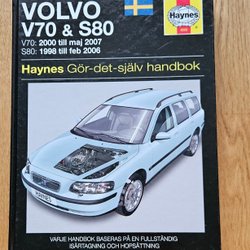 VOLVO
V70 & S80
V70: 2000 till maj 2007
S80: 1998 till feb 2006
Haynes
Haynes Gör-det-själv handbok
VARJE HANDBOK BASERAS PÅ EN FULLSTÄNDIG
ISÄRTAGNING OCH HOPSÄTTNING